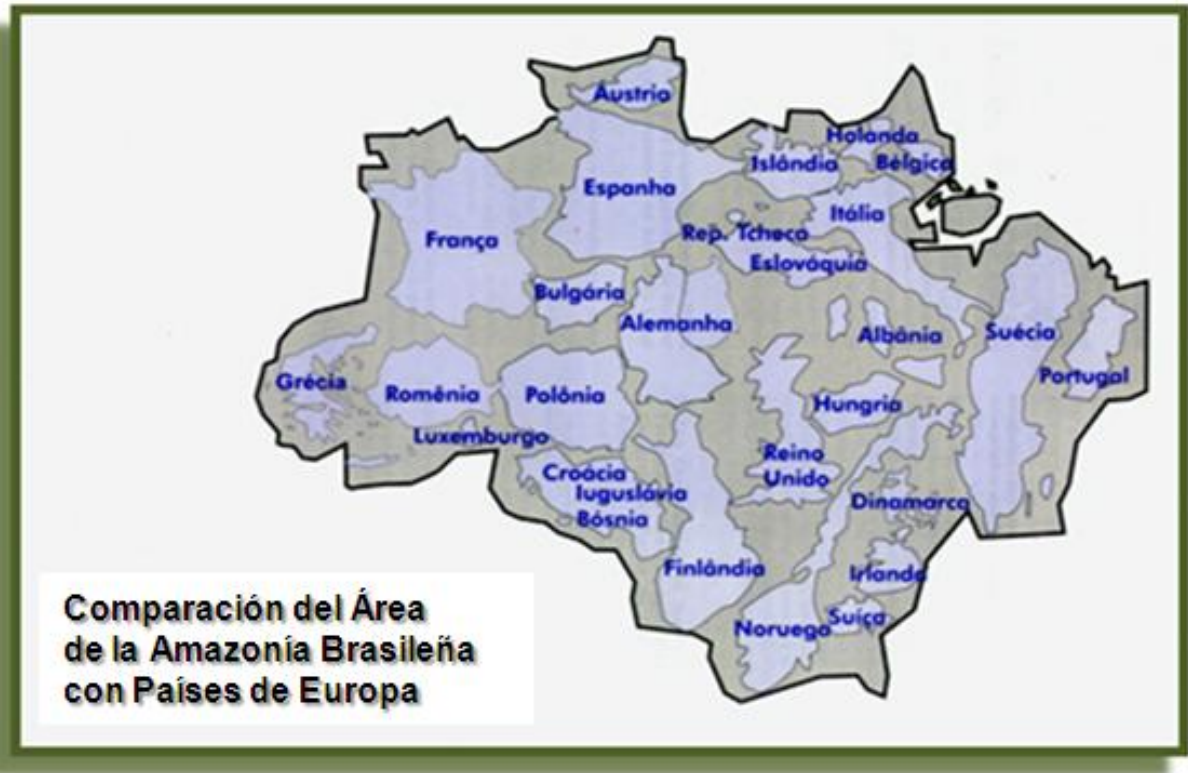 Áustria
Holanda
Islândia
Bélgica
Espanha
Itália
França
Rep. Tcheca
Eslováquia
Bulgária
Alemanha
Albânia
Suécia
Grécia
Romênia
Polônia
Portugal
Hungria
Luxemburgo
Reino
Unido
Croácia
Iuguslávia
Bósnia
Dinamarca
Finlândia
Irlanda
Noruega
Suíça
Comparación del Área
de la Amazonía Brasileña
con Países de Europa